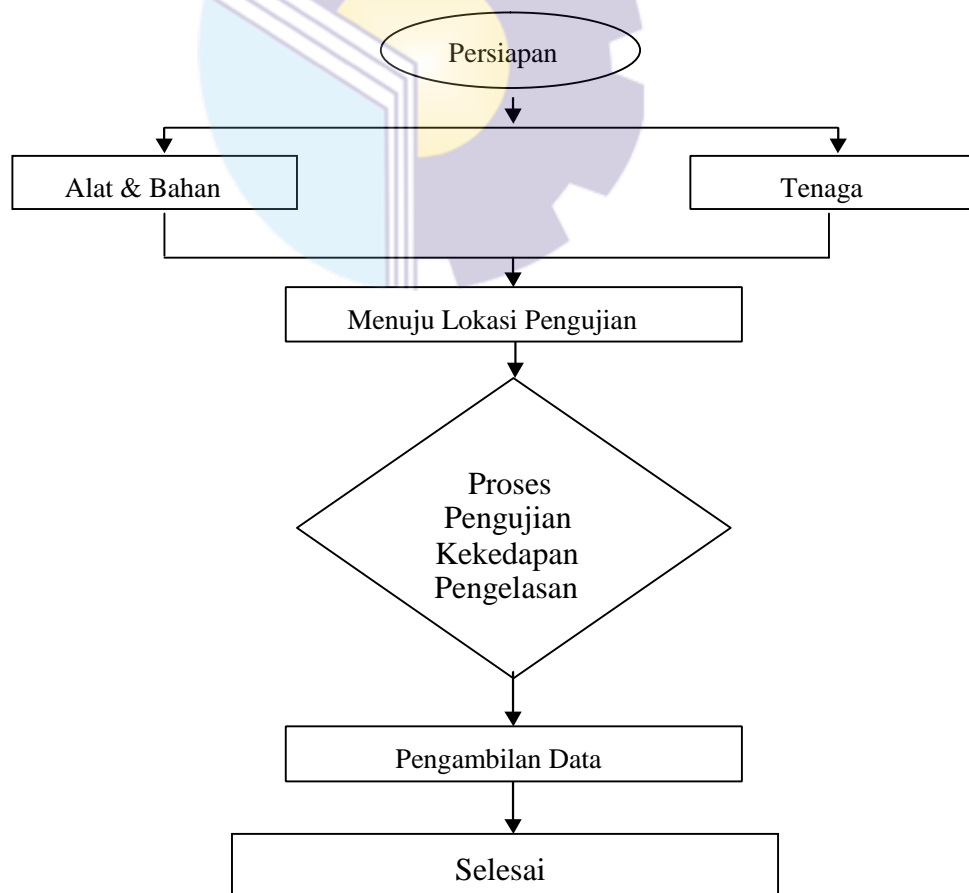 Persiapan
Alat & Bahan
Tenaga
Menuju Lokasi Pengujian
Proses
Pengujian
Kekedapan
Pengelasan
Pengambilan Data
Selesai